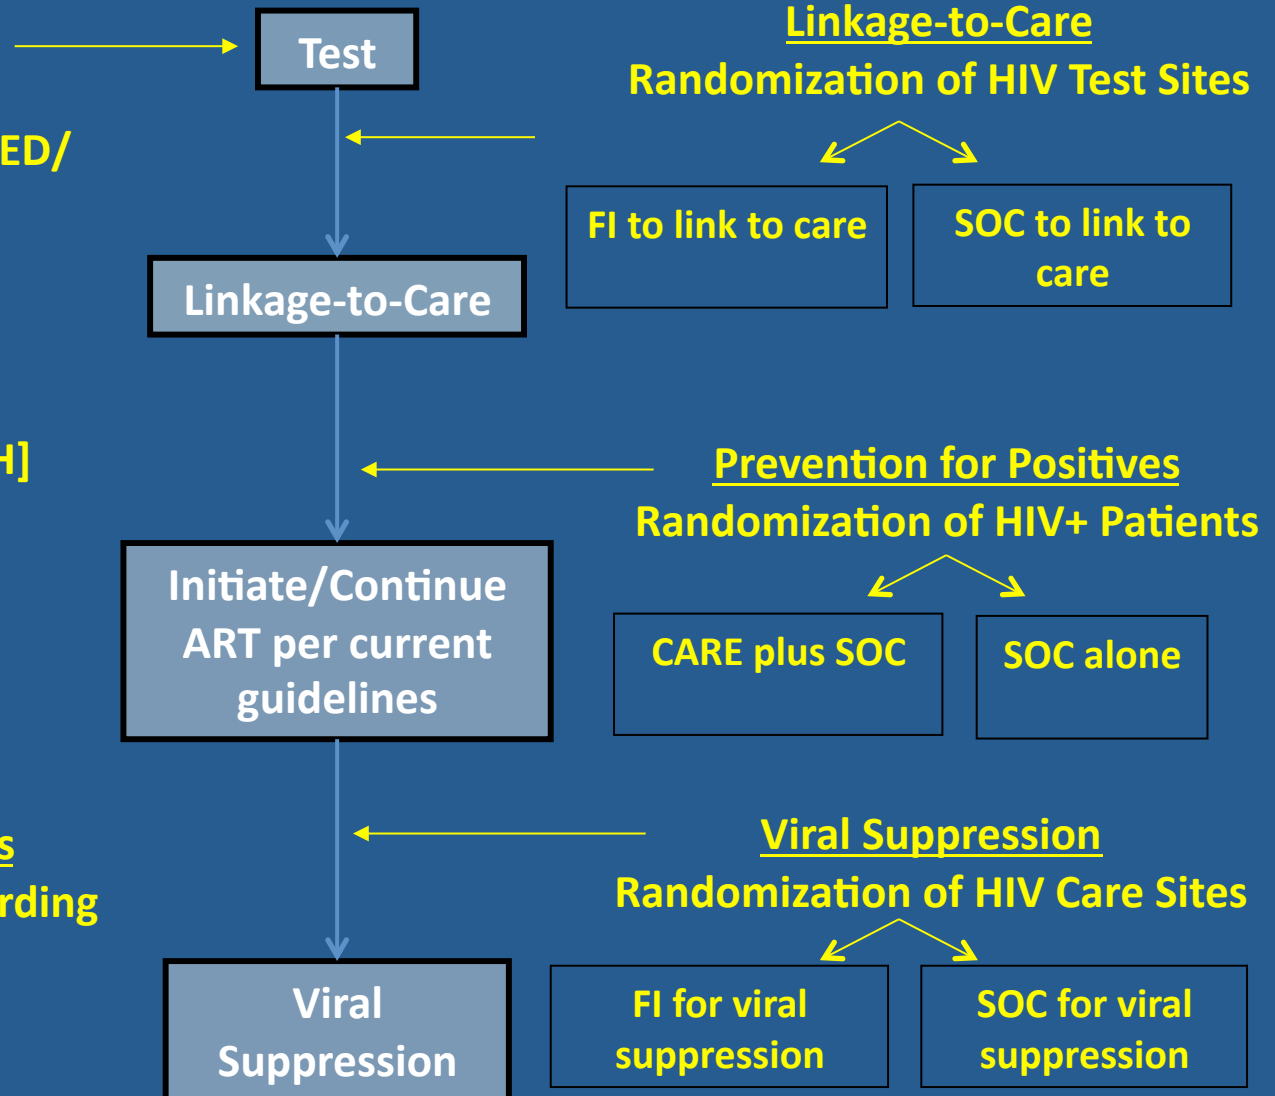 Test
ED/
Linkage-to-Care
H]
Initiate/Continue
ART per current
guidelines
s
rding
Viral
Suppression
Linkage-to-Care
Randomization of HIV Test Sites
FI to link to care
SOC to link to
care
Prevention for Positives
Randomization of HIV+ Patients
CARE plus SOC
SOC alone
Viral Suppression
Randomization of HIV Care Sites
FI for viral
suppression
SOC for viral
suppression